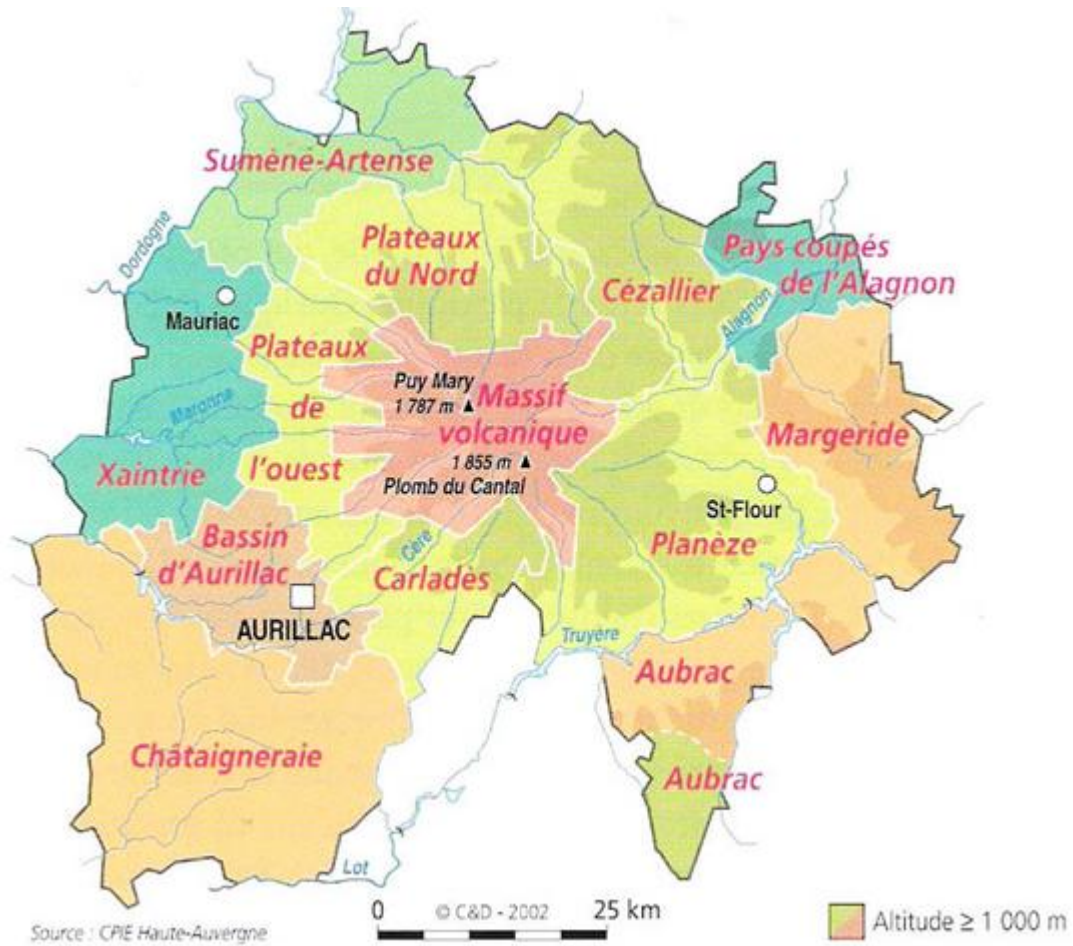 Sumène-Artense
Dordogne
Plateaux
du Nord
Pays coupés
de l'Alagnon
Cézallier
Alagnon
Mauriac
Plateaux
de
l'ouest
Puy Mary
1 787 m
Massif
volcanique
1 855 m
Plomb du Cantal
Maronne
Margeride
Xaintrie
St-Flour
Bassin
d'Aurillac
Cère
Carladès
Planèze
AURILLAC
Truyère
Aubrac
Châtaigneraie
Aubrac
Lot
0 © C&D - 2002 25 km
Altitude ≥ 1 000 m
Source : CPIE Haute-Auvergne